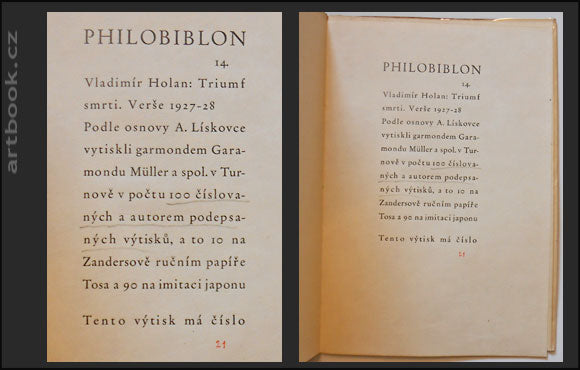 artbook.cz
PHILOBIBLON
14.
Vladimír Holan: Triumf
smrti. Verše 1927-28
Podle osnovy A. Lískovce
vytiskli garmondem Gara-
mondu Müller a spol. v Tur-
nově v počtu 100 číslova-
ných a autorem podepsa-
ných výtisků, a to 10 na
Zandersově ručním papíře
Tosa a 90 na imitaci japonu
Tento výtisk má číslo
21
PHILOBIBLON
14.
Vladimír Holan: Triumf
smrti. Verše 1927-28
Podle osnovy A. Lískovce
vytiskli garmondem Gara-
mondu Müller a spol. v Tur-
nově v počtu 100 číslova-
ných a autorem podepsa-
ných výtisků, a to 10 na
Zandersově ručním papíře
Tosa a 90 na imitaci japonu
Tento výtisk má číslo
21